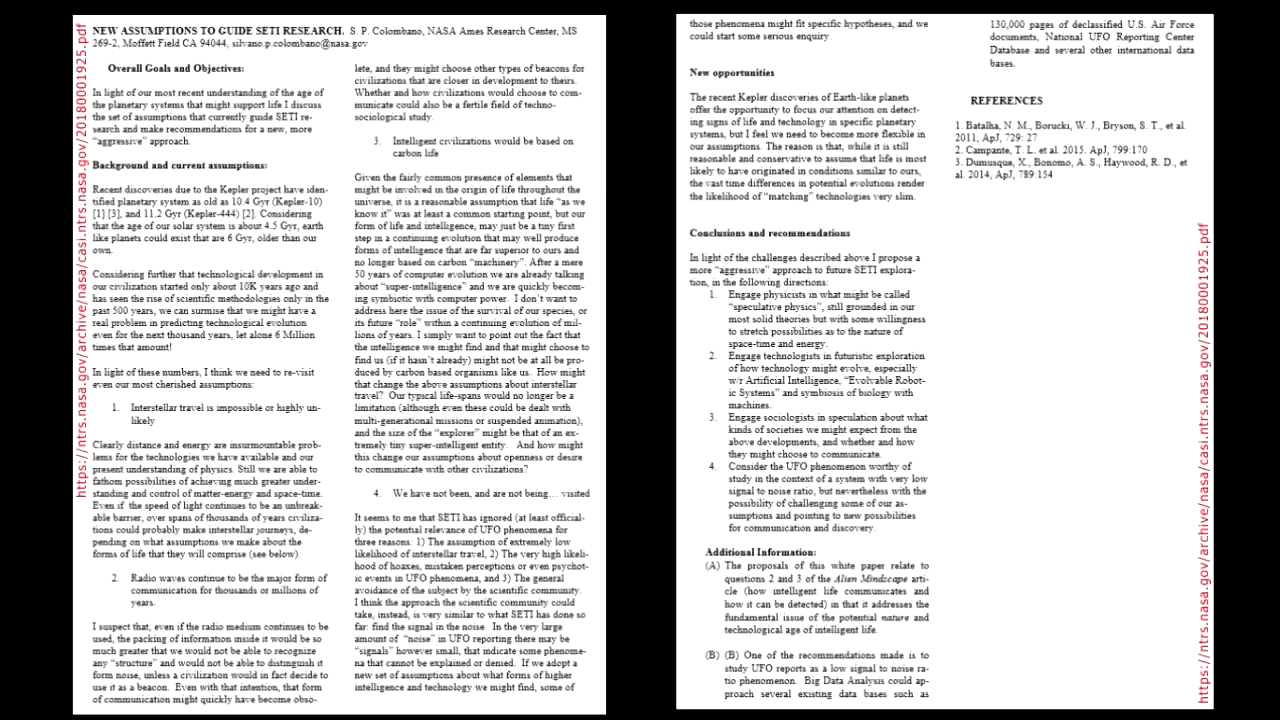 https://ntrs.nasa.gov/archive/nasa/casi.ntrs.nasa.gov/20180001925.pdf
NEW ASSUMPTIONS TO GUIDE SETI RESEARCH. S. P. Colombano, NASA Ames Research Center, MS
269-2, Moffett Field CA 94044, silvano.p.colombano@nasa.gov
Overall Goals and Objectives:
In light of our most recent understanding of the age of
the planetary systems that might support life I discuss
the set of assumptions that currently guide SETI re-
search and make recommendations for a new, more
“aggressive” approach.
Background and current assumptions:
Recent discoveries due to the Kepler project have iden-
tified planetary system as old as 10.4 Gyr (Kepler-10)
[1] [3], and 11.2 Gyr (Kepler-444) [2]. Considering
that the age of our solar system is about 4.5 Gyr, earth
like planets could exist that are 6 Gyr, older than our
own.
Considering further that technological development in
our civilization started only about 10K years ago and
has seen the rise of scientific methodologies only in the
past 500 years, we can surmise that we might have a
real problem in predicting technological evolution
even for the next thousand years, let alone 6 Million
times that amount!
In light of these numbers, I think we need to re-visit
even our most cherished assumptions:
1. Interstellar travel is impossible or highly un-
likely
Clearly distance and energy are insurmountable prob-
lems for the technologies we have available and our
present understanding of physics. Still we are able to
fathom possibilities of achieving much greater under-
standing and control of matter-energy and space-time.
Even if the speed of light continues to be an unbreak-
able barrier, over spans of thousands of years civiliza-
tions could probably make interstellar journeys, de-
pending on what assumptions we make about the
forms of life that they will comprise (see below).
2. Radio waves continue to be the major form of
communication for thousands or millions of
years.
I suspect that, even if the radio medium continues to be
used, the packing of information inside it would be so
much greater that we would not be able to recognize
any “structure” and would not be able to distinguish it
form noise, unless a civilization would in fact decide to
use it as a beacon. Even with that intention, that form
of communication might quickly have become obso-
lete, and they might choose other types of beacons for
civilizations that are closer in development to theirs.
Whether and how civilizations would choose to com-
municate could also be a fertile field of techno-
sociological study.
3. Intelligent civilizations would be based on
carbon life
Given the fairly common presence of elements that
might be involved in the origin of life throughout the
universe, it is a reasonable assumption that life “as we
know it” was at least a common starting point, but our
form of life and intelligence, may just be a tiny first
step in a continuing evolution that may well produce
forms of intelligence that are far superior to ours and
no longer based on carbon “machinery”. After a mere
50 years of computer evolution we are already talking
about “super-intelligence” and we are quickly becom-
ing symbiotic with computer power. I don’t want to
address here the issue of the survival of our species, or
its future “role” within a continuing evolution of mil-
lions of years. I simply want to point out the fact that
the intelligence we might find and that might choose to
find us (if it hasn’t already) might not be at all be pro-
duced by carbon based organisms like us. How might
that change the above assumptions about interstellar
travel? Our typical life-spans would no longer be a
limitation (although even these could be dealt with
multi-generational missions or suspended animation),
and the size of the “explorer” might be that of an ex-
tremely tiny super-intelligent entity. And how might
this change our assumptions about openness or desire
to communicate with other civilizations?
4. We have not been, and are not being… visited
It seems to me that SETI has ignored (at least official-
ly) the potential relevance of UFO phenomena for
three reasons: 1) The assumption of extremely low
likelihood of interstellar travel, 2) The very high likeli-
hood of hoaxes, mistaken perceptions or even psychot-
ic events in UFO phenomena, and 3) The general
avoidance of the subject by the scientific community.
I think the approach the scientific community could
take, instead, is very similar to what SETI has done so
far: find the signal in the noise. In the very large
amount of “noise” in UFO reporting there may be
“signals” however small, that indicate some phenome-
na that cannot be explained or denied. If we adopt a
new set of assumptions about what forms of higher
intelligence and technology we might find, some of
those phenomena might fit specific hypotheses, and we
could start some serious enquiry
New opportunities
The recent Kepler discoveries of Earth-like planets
offer the opportunity to focus our attention on detect-
ing signs of life and technology in specific planetary
systems, but I feel we need to become more flexible in
our assumptions. The reason is that, while it is still
reasonable and conservative to assume that life is most
likely to have originated in conditions similar to ours,
the vast time differences in potential evolutions render
the likelihood of “matching” technologies very slim.
Conclusions and recommendations
In light of the challenges described above I propose a
more “aggressive” approach to future SETI explora-
tion, in the following directions:
1. Engage physicists in what might be called
“speculative physics”, still grounded in our
most solid theories but with some willingness
to stretch possibilities as to the nature of
space-time and energy.
2. Engage technologists in futuristic exploration
of how technology might evolve, especially
w/r Artificial Intelligence, “Evolvable Robot-
ic Systems” and symbiosis of biology with
machines.
3. Engage sociologists in speculation about what
kinds of societies we might expect from the
above developments, and whether and how
they might choose to communicate.
4. Consider the UFO phenomenon worthy of
study in the context of a system with very low
signal to noise ratio, but nevertheless with the
possibility of challenging some of our as-
sumptions and pointing to new possibilities
for communication and discovery.
Additional Information:
(A) The proposals of this white paper relate to
questions 2 and 3 of the Alien Mindscape arti-
cle (how intelligent life communicates and
how it can be detected) in that it addresses the
fundamental issue of the potential nature and
technological age of intelligent life.
(B) (B) One of the recommendations made is to
study UFO reports as a low signal to noise ra-
tio phenomenon. Big Data Analysis could ap-
proach several existing data bases such as
130,000 pages of declassified U.S. Air Force
documents, National UFO Reporting Center
Database and several other international data
bases.
REFERENCES
1. Batalha, N. M., Borucki, W. J., Bryson, S. T., et al.
2011, ApJ, 729: 27
2. Campante, T. L. et al. 2015. ApJ, 799:170
3. Dumusque, X., Bonomo, A. S., Haywood, R. D., et
al. 2014, ApJ, 789:154
https://ntrs.nasa.gov/archive/nasa/casi.ntrs.nasa.gov/20180001925.pdf